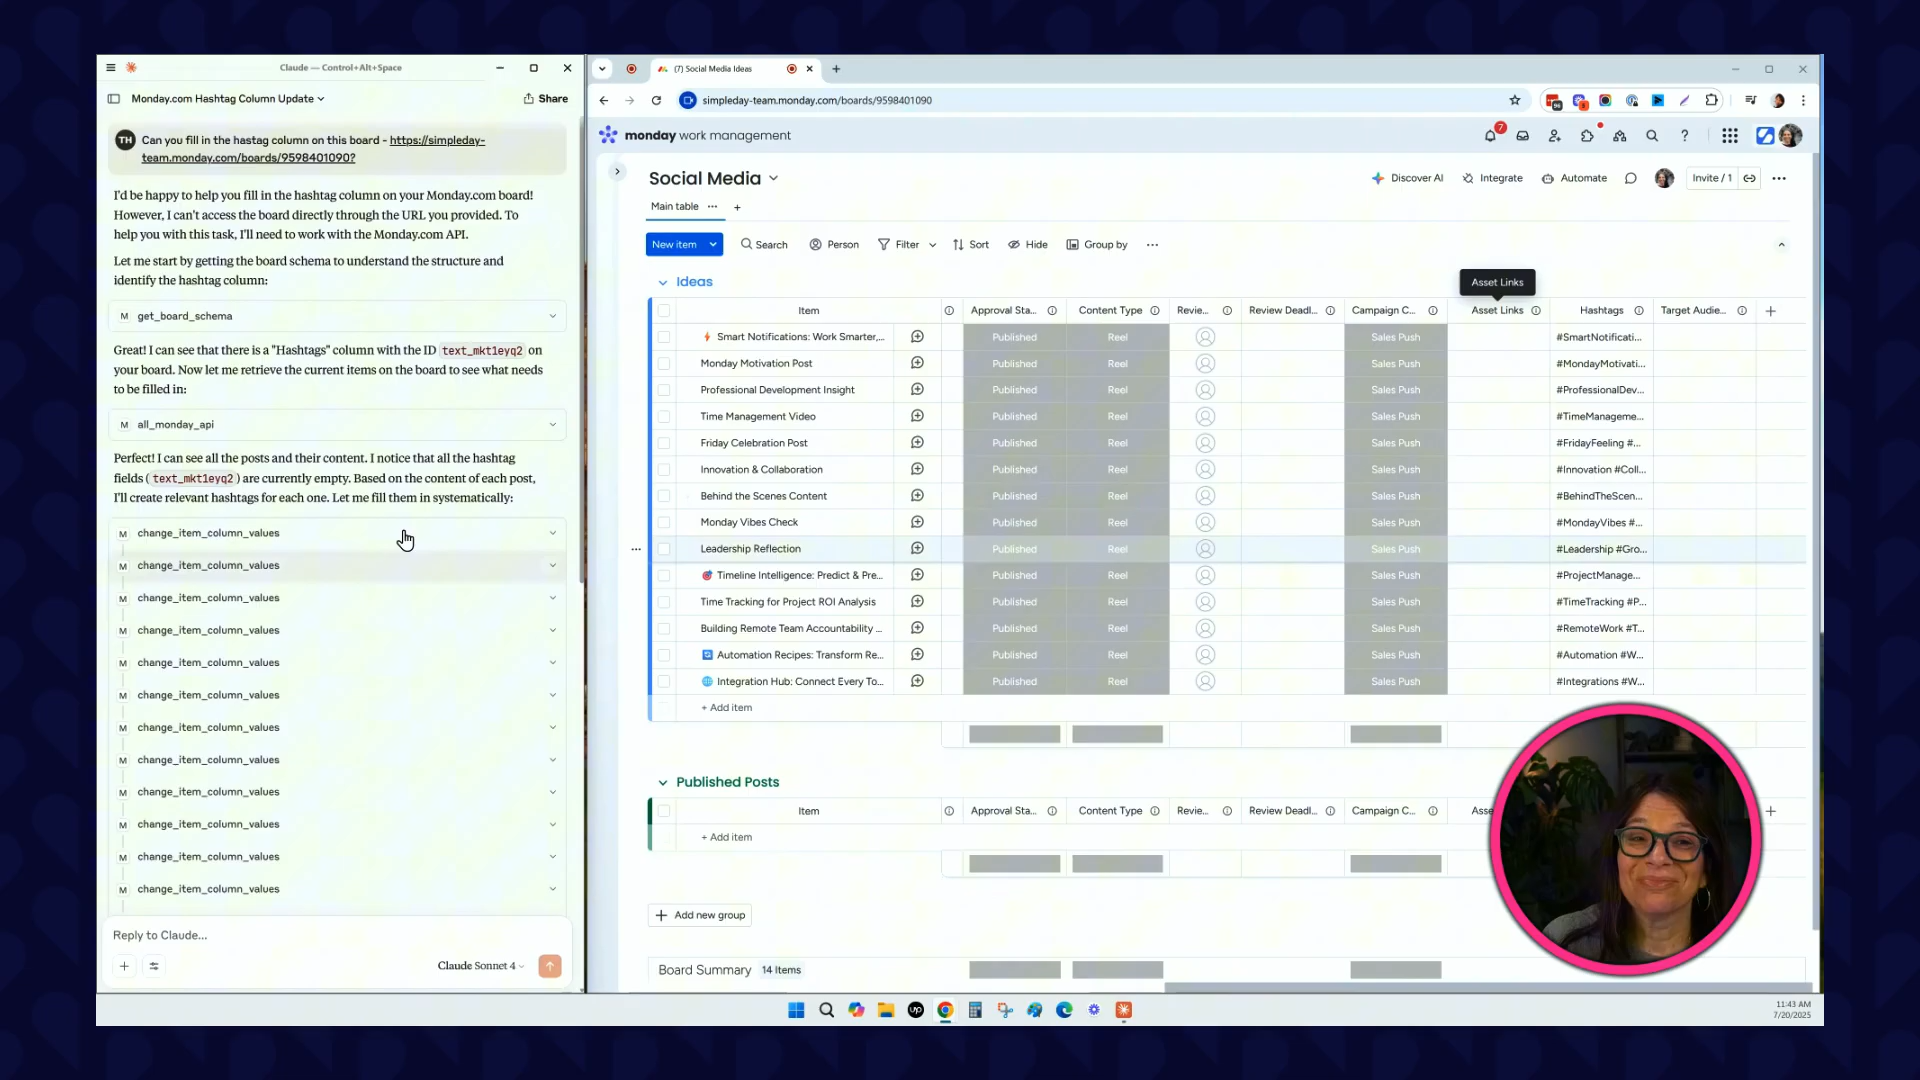 Claude — Control+Alt+Space
Monday.com Hashtag Column Update
Share
TH
Can you fill in the hastag column on this board - https://simpleday-
team.monday.com/boards/9598401090?
I'd be happy to help you fill in the hashtag column on your Monday.com board!
However, I can't access the board directly through the URL you provided. To
help you with this task, I'll need to work with the Monday.com API.
Let me start by getting the board schema to understand the structure and
identify the hashtag column:
M get_board_schema
Great! I can see that there is a "Hashtags" column with the ID text_mkt1eyq2 on
your board. Now let me retrieve the current items on the board to see what needs
to be filled in:
M all_monday_api
Perfect! I can see all the posts and their content. I notice that all the hashtag
fields ( text_mkt1eyq2 ) are currently empty. Based on the content of each post,
I'll create relevant hashtags for each one. Let me fill them in systematically:
M change_item_column_values
M change_item_column_values
M change_item_column_values
M change_item_column_values
M change_item_column_values
M change_item_column_values
M change_item_column_values
M change_item_column_values
M change_item_column_values
M change_item_column_values
M change_item_column_values
M change_item_column_values
Reply to Claude...
Claude Sonnet 4
(7) Social Media Ideas
simpleday-team.monday.com/boards/9598401090
monday work management
7
Social Media
Discover AI Integrate Automate Invite / 1
Main table
New item Search Person Filter Sort Hide Group by
Ideas
Asset Links
Item Approval Sta... Content Type Revie... Review Deadl... Campaign C... Asset Links Hashtags Target Audie...
Smart Notifications: Work Smarter,... Published Reel Sales Push #SmartNotificati...
Monday Motivation Post Published Reel Sales Push #MondayMotivati...
Professional Development Insight Published Reel Sales Push #ProfessionalDev...
Time Management Video Published Reel Sales Push #TimeManageme...
Friday Celebration Post Published Reel Sales Push #FridayFeeling #...
Innovation & Collaboration Published Reel Sales Push #Innovation #Coll...
Behind the Scenes Content Published Reel Sales Push #BehindTheScen...
Monday Vibes Check Published Reel Sales Push #MondayVibes #...
Leadership Reflection Published Reel Sales Push #Leadership #Gro...
Timeline Intelligence: Predict & Pre... Published Reel Sales Push #ProjectManage...
Time Tracking for Project ROI Analysis Published Reel Sales Push #TimeTracking #P...
Building Remote Team Accountability ... Published Reel Sales Push #RemoteWork #T...
Automation Recipes: Transform Re... Published Reel Sales Push #Automation #W...
Integration Hub: Connect Every To... Published Reel Sales Push #Integrations #W...
+ Add item
Published Posts
Item Approval Sta... Content Type Revie... Review Deadl... Campaign C... Asse
+ Add item
Add new group
Board Summary 14 Items
up
11:43 AM
7/20/2025